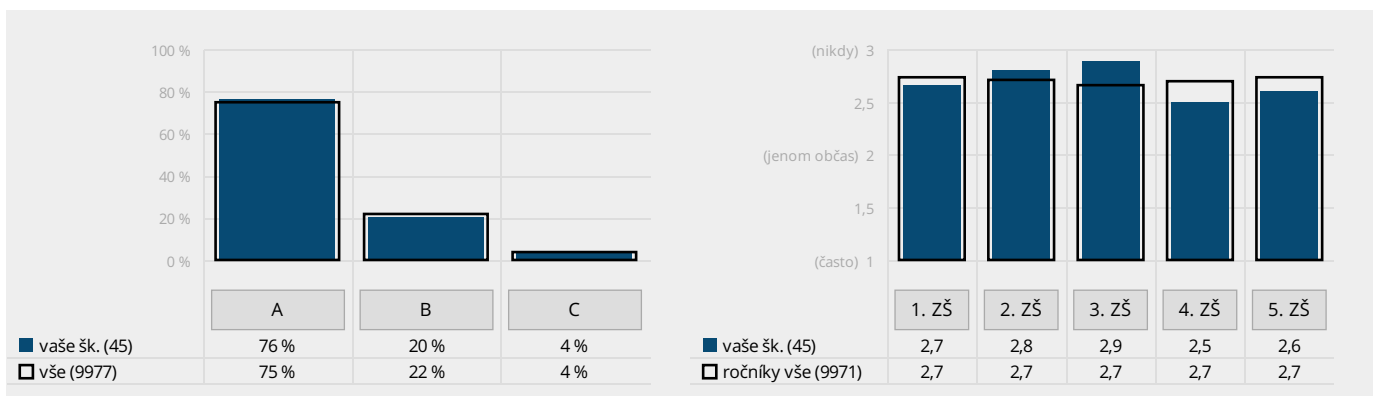 100 %
80 %
60 %
40 %
20 %
0 %
A B C
vaše šk. (45) 76 % 20 % 4 %
vše (9977) 75 % 22 % 4 %
(nikdy) 3
2,5
(jenom občas) 2
1,5
(často) 1
1. ZŠ 2. ZŠ 3. ZŠ 4. ZŠ 5. ZŠ
vaše šk. (45) 2,7 2,8 2,9 2,5 2,6
ročníky vše (9971) 2,7 2,7 2,7 2,7 2,7